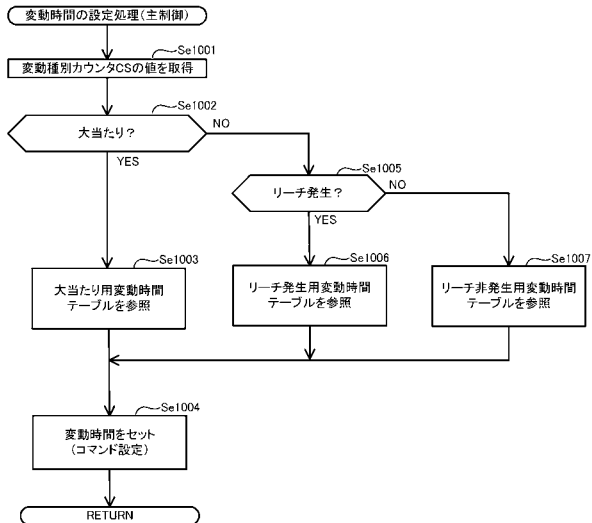 変動時間の設定処理(主制御)
Se1001
変動種別カウンタCSの値を取得
Se1002
大当たり？
NO
YES
Se1005
リーチ発生？
NO
YES
Se1003
大当たり用変動時間
テーブルを参照
Se1006
リーチ発生用変動時間
テーブルを参照
Se1007
リーチ非発生用変動時間
テーブルを参照
Se1004
変動時間をセット
(コマンド設定)
RETURN